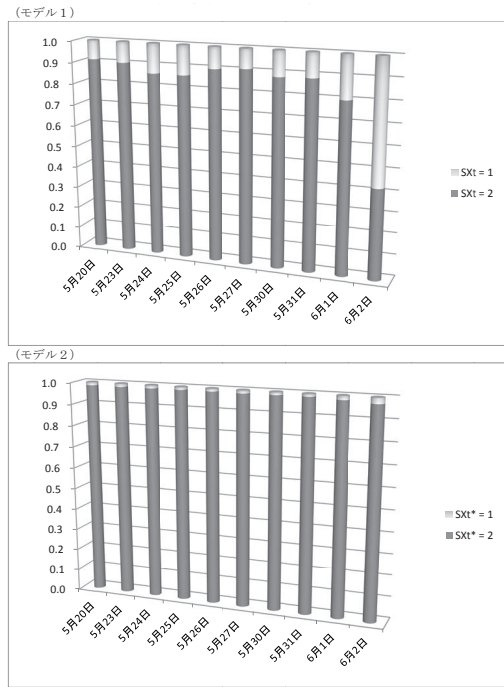 (モデル1)
1.0
0.9
0.8
0.7
0.6
0.5
0.4
0.3
0.2
0.1
0.0
5月20日
5月23日
5月24日
5月25日
5月26日
5月27日
5月30日
5月31日
6月1日
6月2日
SXt = 1
SXt = 2
(モデル2)
1.0
0.9
0.8
0.7
0.6
0.5
0.4
0.3
0.2
0.1
0.0
5月20日
5月23日
5月24日
5月25日
5月26日
5月27日
5月30日
5月31日
6月1日
6月2日
SXt* = 1
SXt* = 2